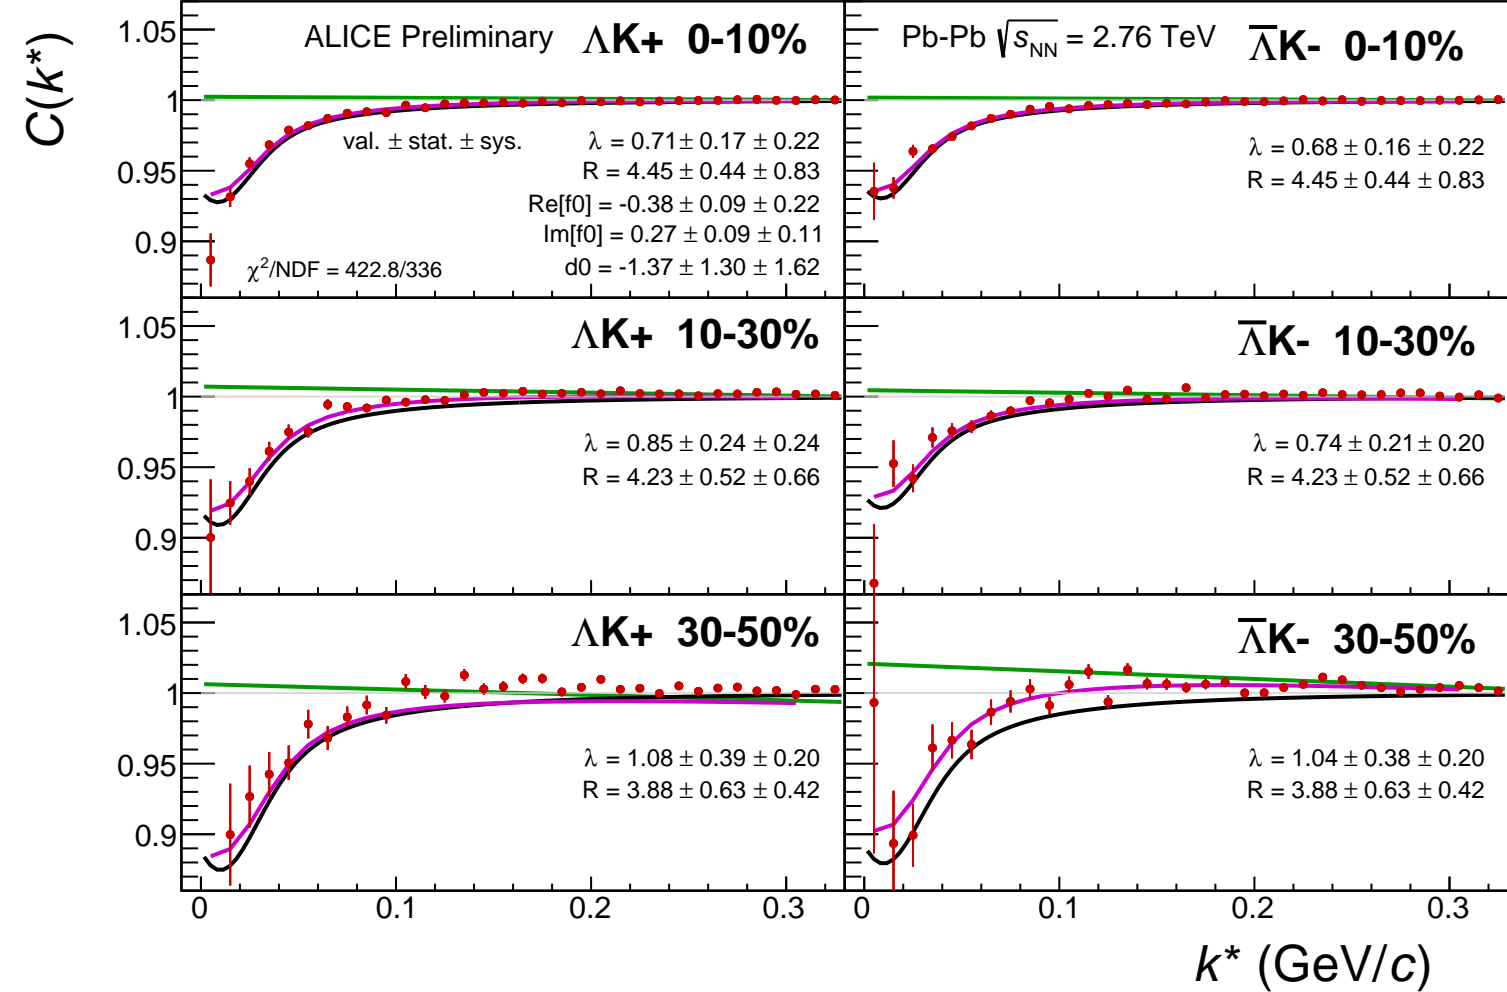 C(k*)
1.05
1
0.95
0.9
ALICE Preliminary
ΛK+ 0-10%
val. ± stat. ± sys.
λ = 0.71± 0.17 ± 0.22
R = 4.45 ± 0.44 ± 0.83
Re[f0] = -0.38 ± 0.09 ± 0.22
Im[f0] = 0.27 ± 0.09 ± 0.11
χ²/NDF = 422.8/336
d0 = -1.37 ± 1.30 ± 1.62
Pb-Pb √s_NN = 2.76 TeV
Λ̅K- 0-10%
λ = 0.68 ± 0.16 ± 0.22
R = 4.45 ± 0.44 ± 0.83
1.05
1
0.95
0.9
ΛK+ 10-30%
λ = 0.85 ± 0.24 ± 0.24
R = 4.23 ± 0.52 ± 0.66
Λ̅K- 10-30%
λ = 0.74 ± 0.21 ± 0.20
R = 4.23 ± 0.52 ± 0.66
1.05
1
0.95
0.9
ΛK+ 30-50%
λ = 1.08 ± 0.39 ± 0.20
R = 3.88 ± 0.63 ± 0.42
Λ̅K- 30-50%
λ = 1.04 ± 0.38 ± 0.20
R = 3.88 ± 0.63 ± 0.42
0 0.1 0.2 0.3
0 0.1 0.2 0.3
k* (GeV/c)